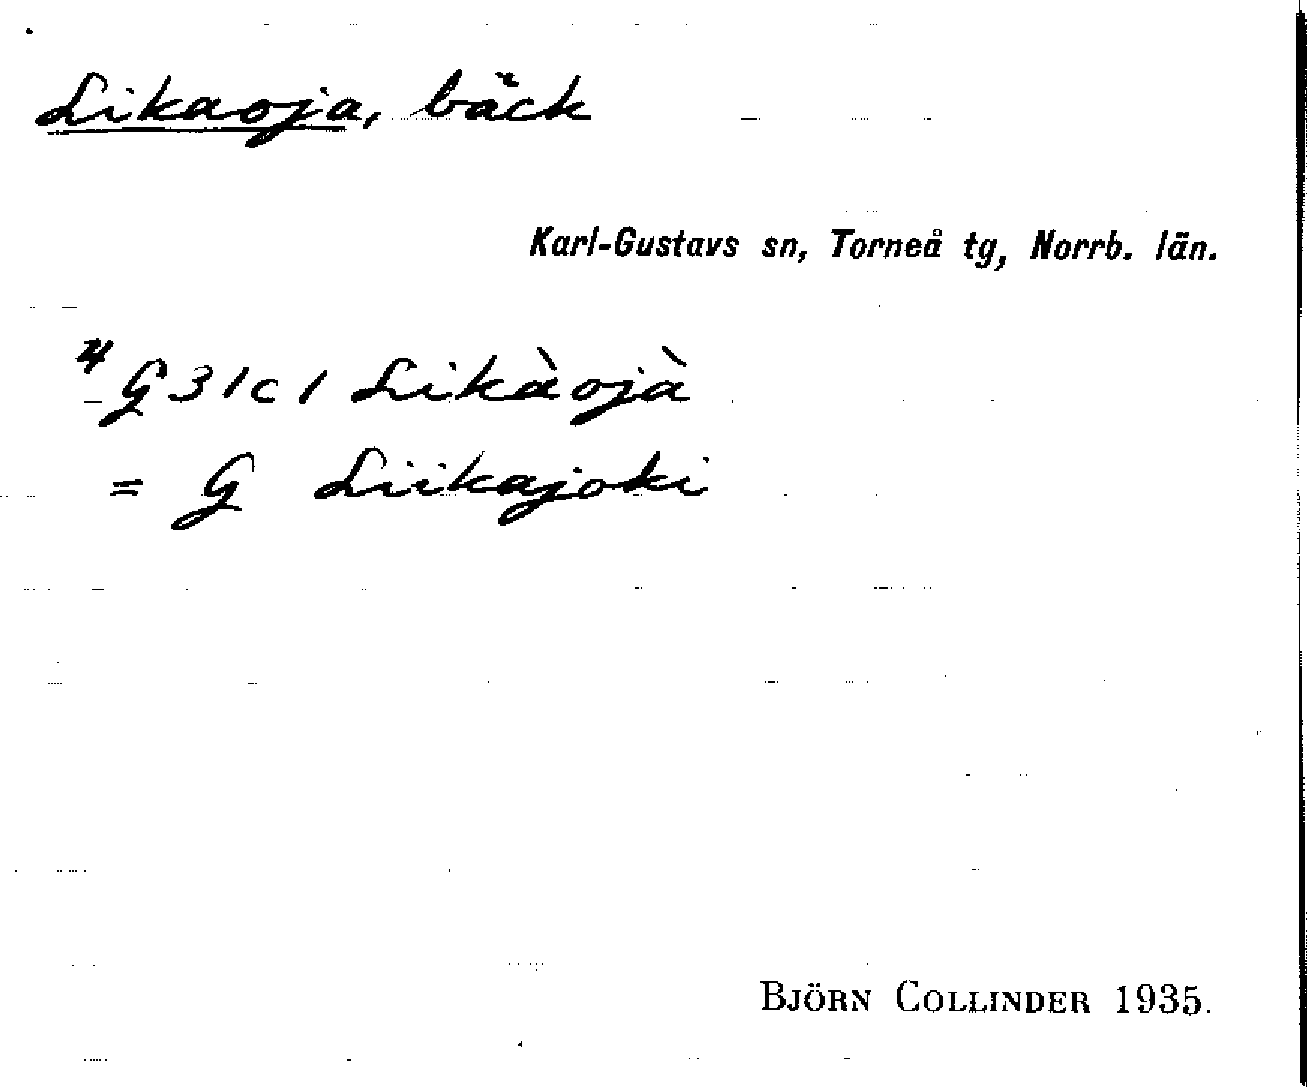 Likaoja, bäck
Karl-Gustavs sn, Torneå tg, Norrb. län.
4 G 31c1 Likàojà
= G Liikajoki
BJÖRN COLLINDER 1935.